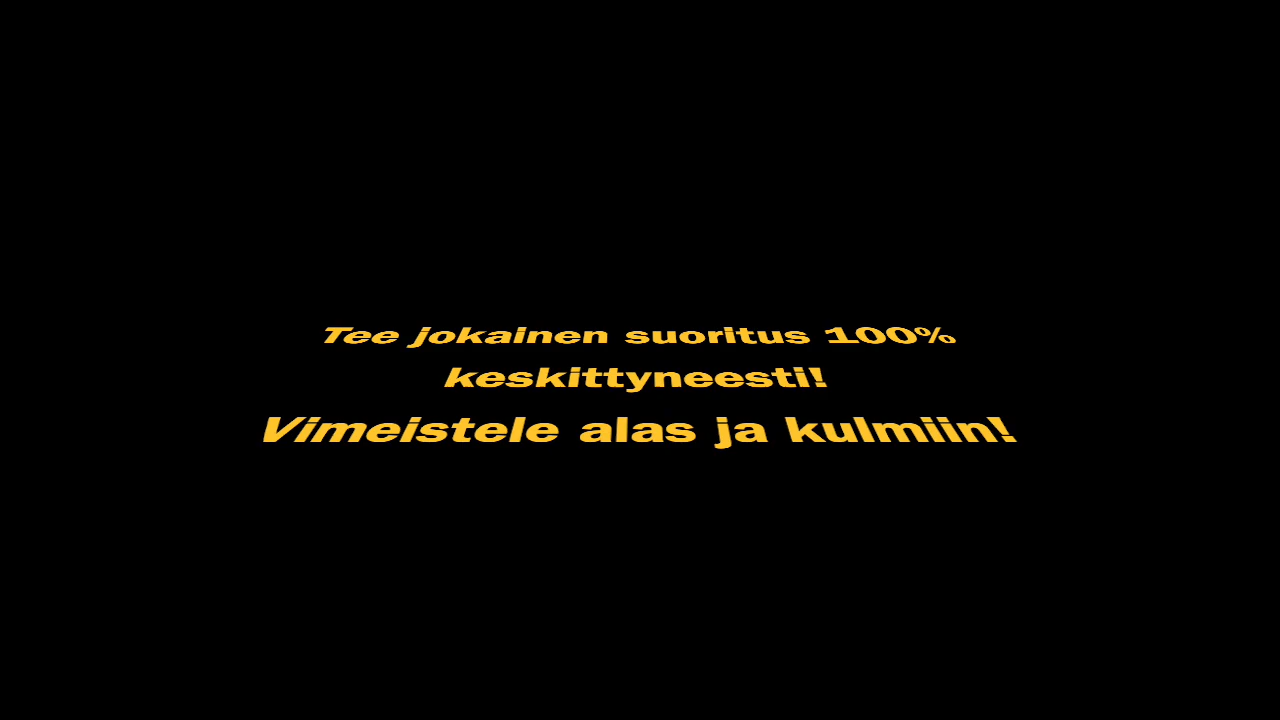 Tee jokainen suoritus 100%
keskittyneesti!
Vimeistele alas ja kulmiin!